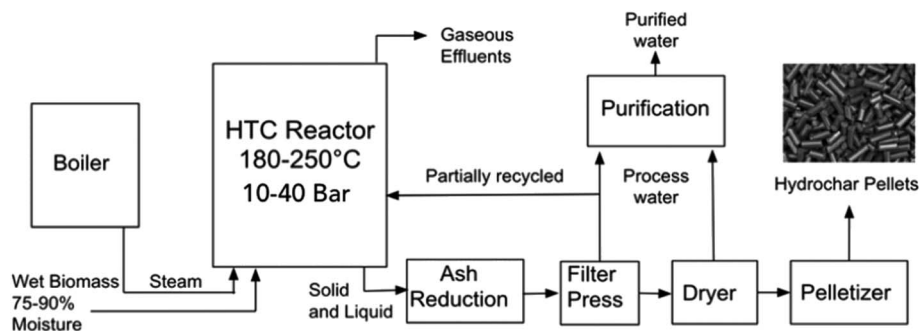 Gaseous
Effluents
Purified
water
Purification
HTC Reactor
180-250°C
10-40 Bar
Boiler
Partially recycled
Process
water
Hydrochar Pellets
Wet Biomass
75-90%
Moisture
Steam
Solid
and Liquid
Ash
Reduction
Filter
Press
Dryer
Pelletizer